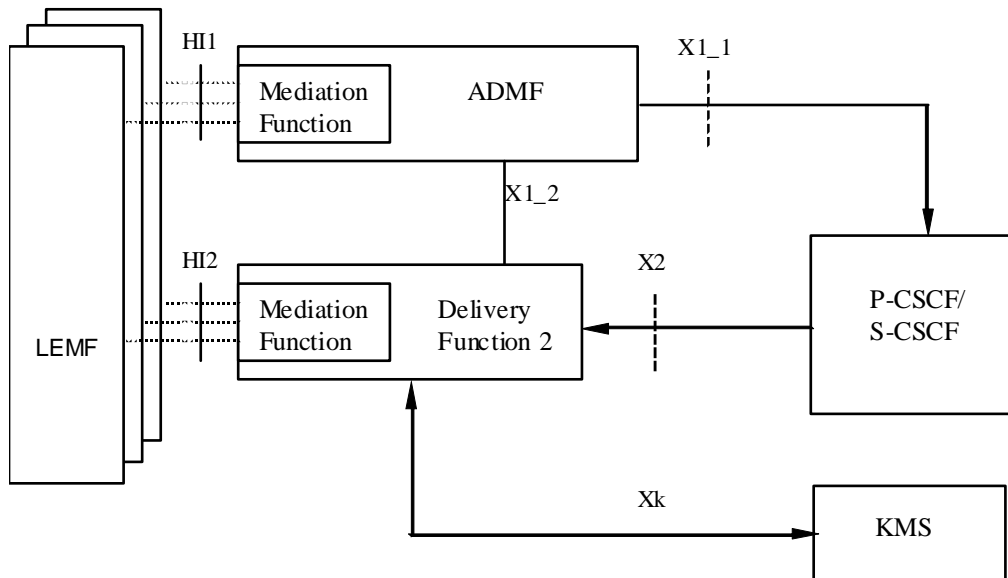 HI1
X1_1
Mediation
Function
ADMF
X1_2
HI2
X2
Mediation
Function
Delivery
Function 2
P-CSCF/
S-CSCF
LEMF
Xk
KMS